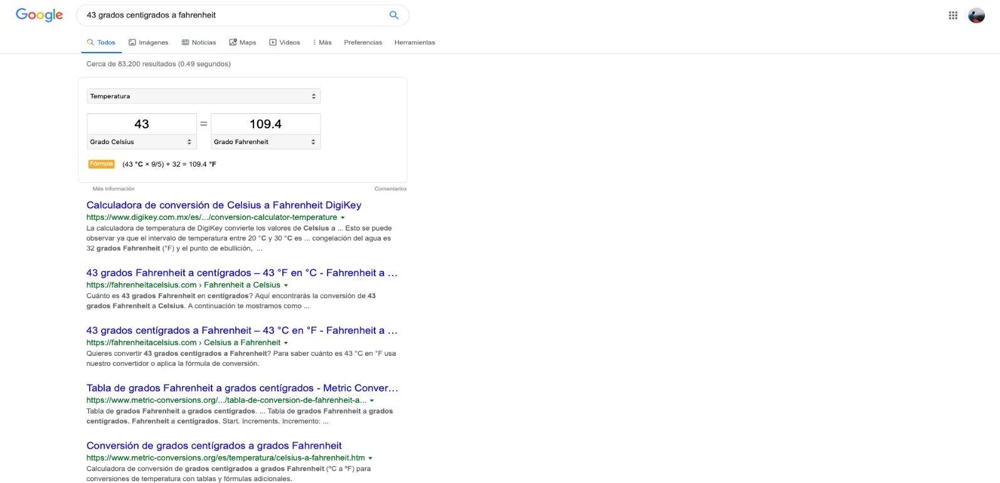 Google
43 grados centigrados a fahrenheit
Todos Imágenes Noticias Maps Videos Más Preferencias Herramientas
Cerca de 83,200 resultados (0.49 segundos)
Temperatura
43 = 109.4
Grado Celsius Grado Fahrenheit
Fórmula (43 °C × 9/5) + 32 = 109.4 °F
Más información Comentarios
Calculadora de conversión de Celsius a Fahrenheit DigiKey
https://www.digikey.com.mx/es/.../conversion-calculator-temperature
La calculadora de temperatura de DigiKey convierte los valores de Celsius a ... Esto se puede
observar ya que el intervalo de temperatura entre 20 °C y 30 °C es ... congelación del agua es
32 grados Fahrenheit (°F) y el punto de ebullición, ...
43 grados Fahrenheit a centígrados – 43 °F en °C - Fahrenheit a …
https://fahrenheitacelsius.com › Fahrenheit a Celsius
Cuánto es 43 grados Fahrenheit en centígrados? Aquí encontrarás la conversión de 43
grados Fahrenheit a Celsius. A continuación te mostramos como ...
43 grados centígrados a Fahrenheit – 43 °C en °F - Fahrenheit a …
https://fahrenheitacelsius.com › Celsius a Fahrenheit
Quieres convertir 43 grados centígrados a Fahrenheit? Para saber cuánto es 43 °C en °F usa
nuestro convertidor o aplica la fórmula de conversión.
Tabla de grados Fahrenheit a grados centígrados - Metric Conver…
https://www.metric-conversions.org/.../tabla-de-conversion-de-fahrenheit-a...
Tabla de grados Fahrenheit a grados centígrados. ... Tabla de grados Fahrenheit a grados
centígrados. Fahrenheit a centígrados. Start. Increments. Incremento: ...
Conversión de grados centígrados a grados Fahrenheit
https://www.metric-conversions.org/es/temperatura/celsius-a-fahrenheit.htm
Calculadora de conversión de grados centígrados a grados Fahrenheit (ºC a ºF) para
conversiones de temperatura con tablas y fórmulas adicionales.